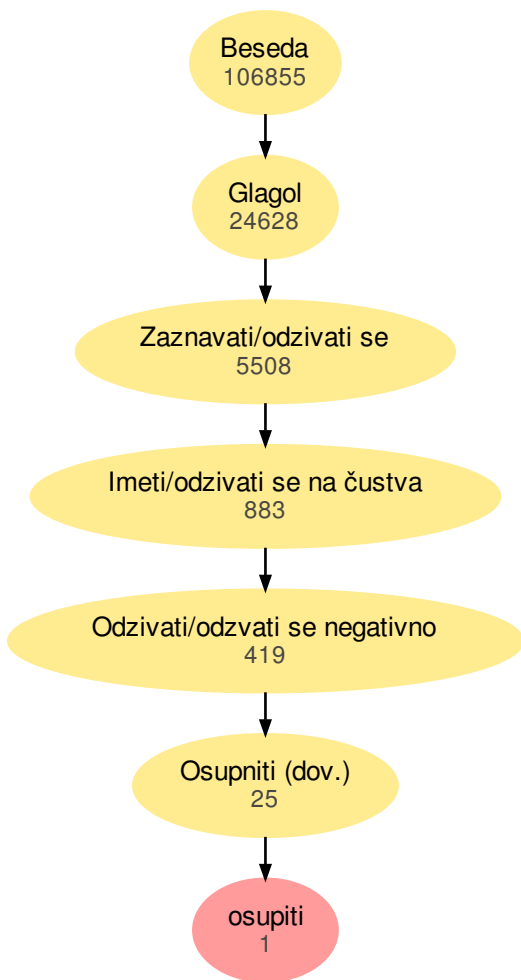 Beseda
106855
Glagol
24628
Zaznavati/odzivati se
5508
Imeti/odzivati se na čustva
883
Odzivati/odzvati se negativno
419
Osupniti (dov.)
25
osupiti
1